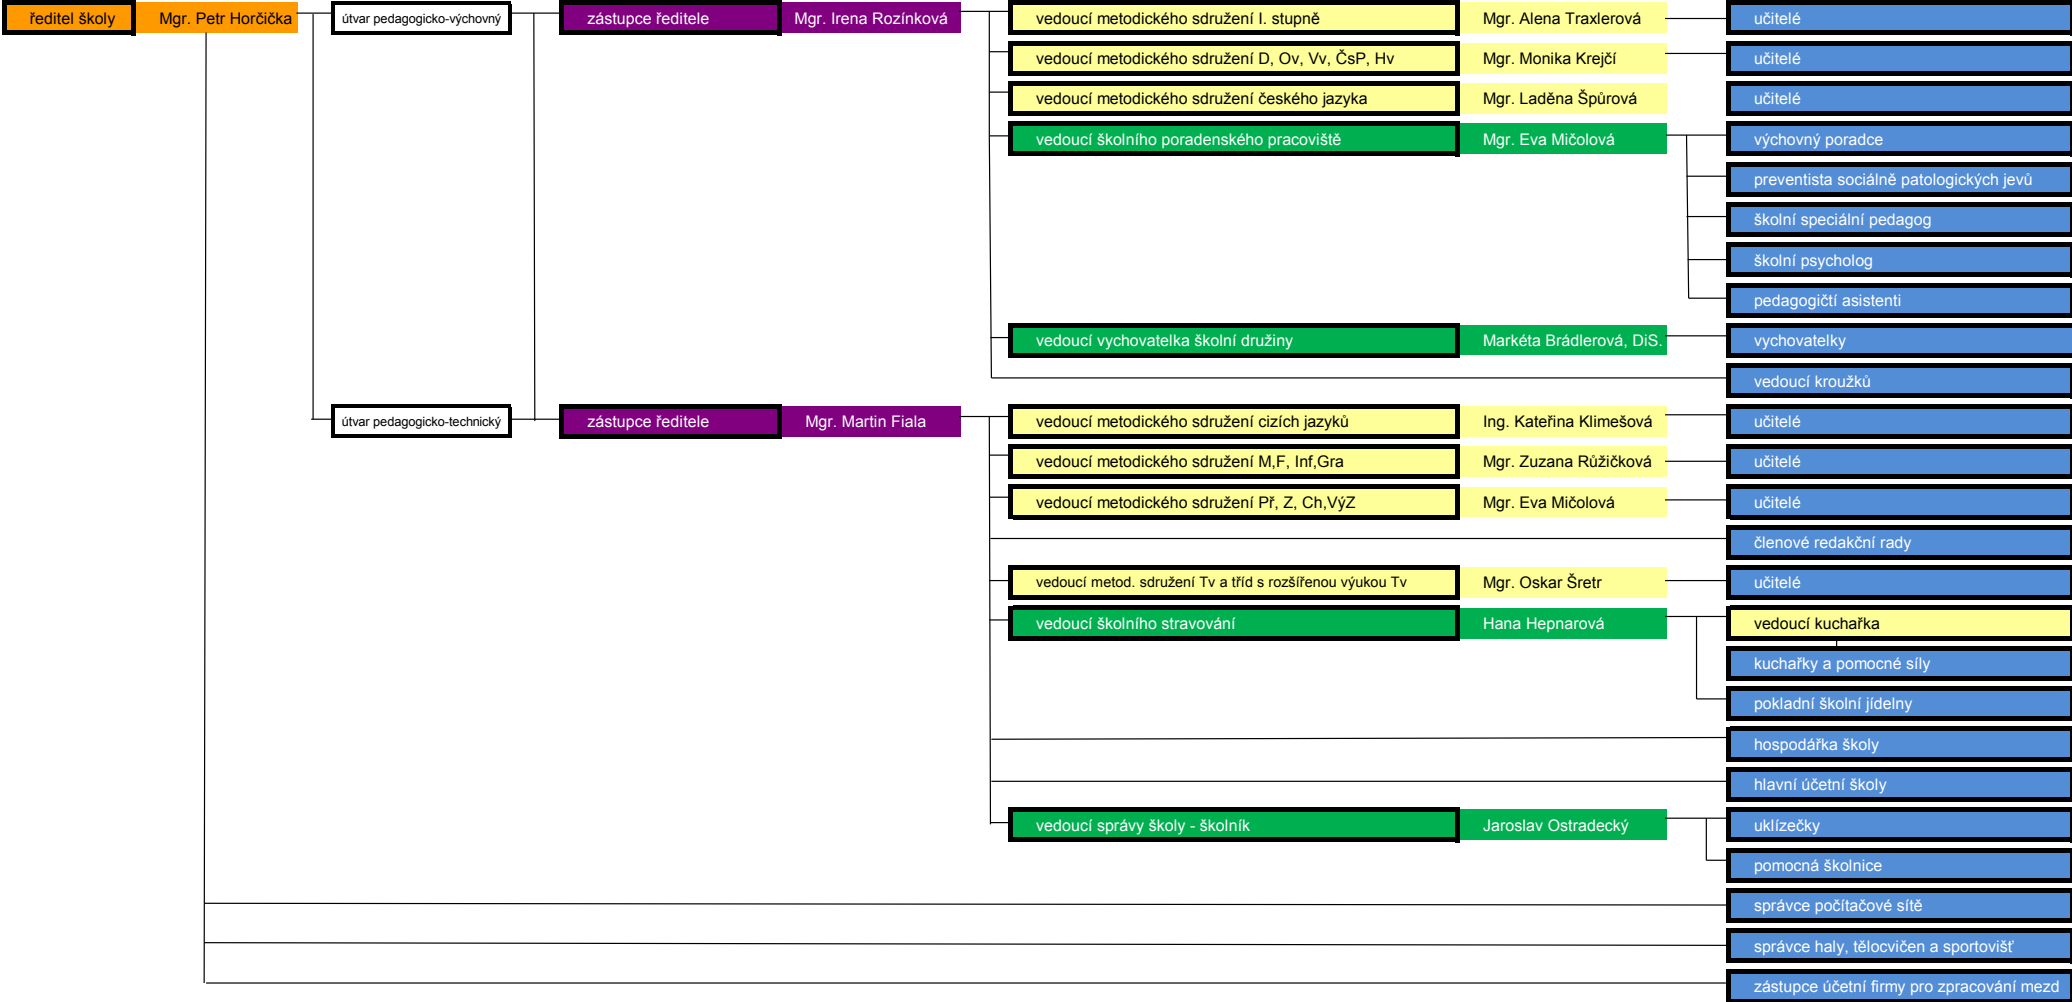 ředitel školy Mgr. Petr Horčička útvar pedagogicko-výchovný zástupce ředitele Mgr. Irena Rozínková vedoucí metodického sdružení I. stupně Mgr. Alena Traxlerová učitelé
vedoucí metodického sdružení D, Ov, Vv, ČsP, Hv Mgr. Monika Krejčí učitelé
vedoucí metodického sdružení českého jazyka Mgr. Laděna Špůrová učitelé
vedoucí školního poradenského pracoviště Mgr. Eva Mičolová výchovný poradce
preventista sociálně patologických jevů
školní speciální pedagog
školní psycholog
pedagogičtí asistenti
vedoucí vychovatelka školní družiny Markéta Brádlerová, DiS. vychovatelky
vedoucí kroužků
útvar pedagogicko-technický zástupce ředitele Mgr. Martin Fiala vedoucí metodického sdružení cizích jazyků Ing. Kateřina Klimešová učitelé
vedoucí metodického sdružení M,F, Inf,Gra Mgr. Zuzana Růžičková učitelé
vedoucí metodického sdružení Př, Z, Ch,VýZ Mgr. Eva Mičolová učitelé
členové redakční rady
vedoucí metod. sdružení Tv a tříd s rozšířenou výukou Tv Mgr. Oskar Šretr učitelé
vedoucí školního stravování Hana Hepnarová vedoucí kuchařka
kuchařky a pomocné síly
pokladní školní jídelny
hospodářka školy
hlavní účetní školy
vedoucí správy školy - školník Jaroslav Ostradecký uklízečky
pomocná školnice
správce počítačové sítě
správce haly, tělocvičen a sportovišť
zástupce účetní firmy pro zpracování mezd